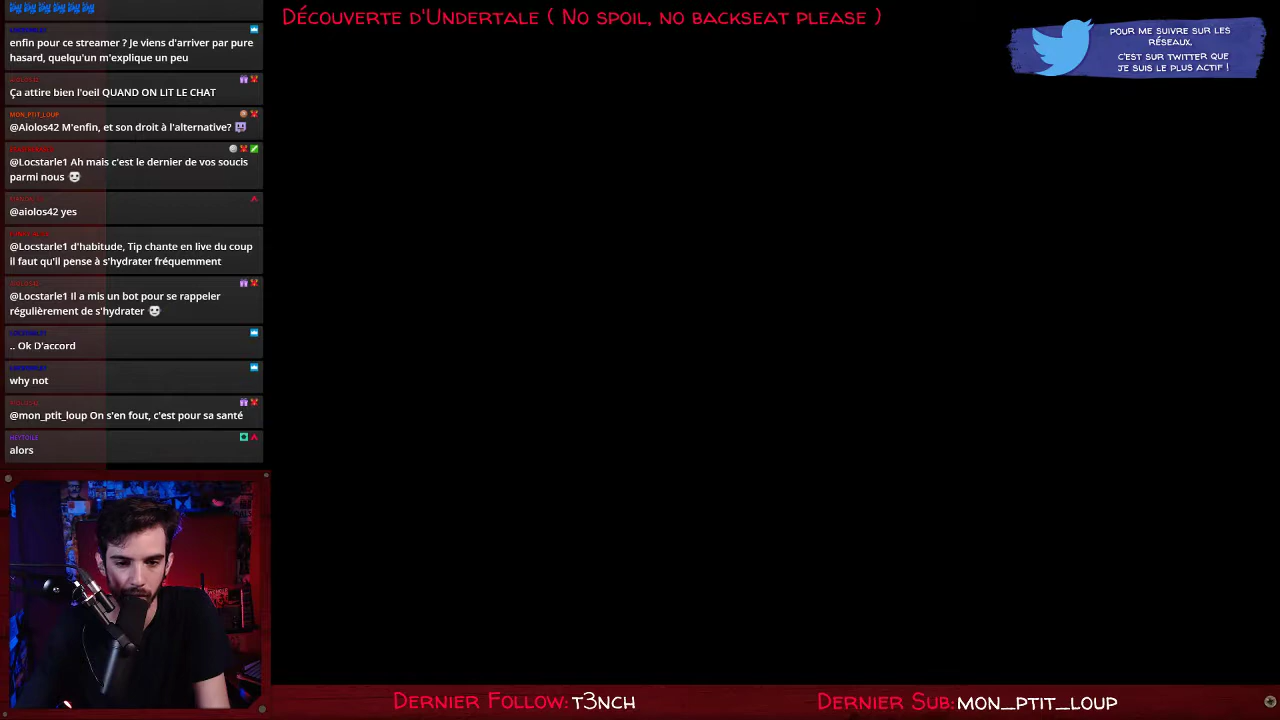 Découverte d'Undertale ( No spoil, no backseat please )
POUR ME SUIVRE SUR LES
RÉSEAUX,
C'EST SUR TWITTER QUE
JE SUIS LE PLUS ACTIF !
enfin pour ce streamer ? Je viens d'arriver par pure
hasard, quelqu'un m'explique un peu
Ça attire bien l'oeil QUAND ON LIT LE CHAT
MON_PTIT_LOUP
@Aiolos42 M'enfin, et son droit à l'alternative?
@Locstarle1 Ah mais c'est le dernier de vos soucis
parmi nous
@aiolos42 yes
@Locstarle1 d'habitude, Tip chante en live du coup
il faut qu'il pense à s'hydrater fréquemment
@Locstarle1 Il a mis un bot pour se rappeler
régulièrement de s'hydrater
.. Ok D'accord
why not
@mon_ptit_loup On s'en fout, c'est pour sa santé
HEYTOILE
alors
Dernier Follow: T3NCH
Dernier Sub: MON_PTIT_LOUP